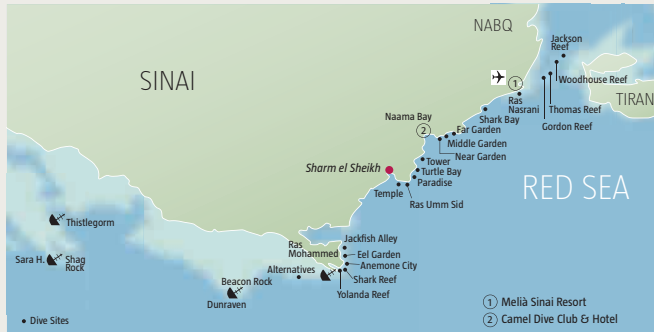 NABQ
Jackson
Reef
SINAI
Woodhouse Reef
1
Ras
Nasrani
Thomas Reef
TIRAN
Shark Bay
Gordon Reef
Naama Bay
2
Far Garden
Middle Garden
Near Garden
Tower
Sharm el Sheikh
Turtle Bay
Paradise
RED SEA
Temple
Ras Umm Sid
Thistlegorm
Ras
Mohammed
Jackfish Alley
Sara H.
Shag
Rock
Eel Garden
Alternatives
Anemone City
Beacon Rock
Shark Reef
Dunraven
Yolanda Reef
1 Melià Sinai Resort
• Dive Sites
2 Camel Dive Club & Hotel